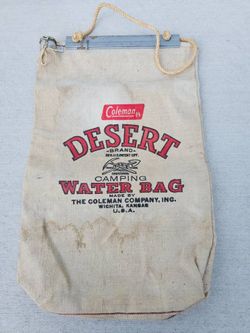 Coleman
DESERT
BRAND
CAMPING
WATER BAG
MADE BY
THE COLEMAN COMPANY, INC.
WICHITA, KANSAS
U.S.A.